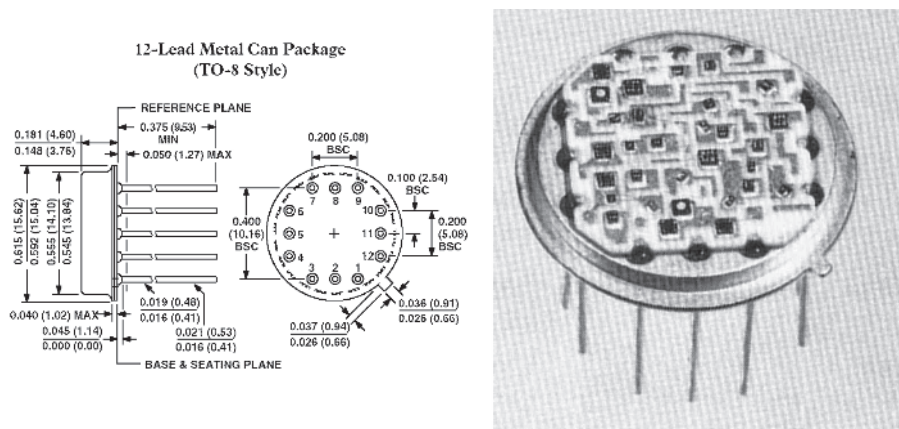 12-Lead Metal Can Package
(TO-8 Style)
REFERENCE PLANE
0.375 (9.53)
MIN
0.191 (4.60)
0.148 (3.76)
0.050 (1.27) MAX
0.200 (5.08)
BSC
0.100 (2.54)
BSC
0.615 (15.62)
0.592 (15.04)
0.555 (14.10)
0.545 (13.84)
0.400
(10.16)
BSC
0.200
(5.08)
BSC
7 8 9
6 10
5 11
4 12
3 2 1
0.040 (1.02) MAX
0.019 (0.48)
0.016 (0.41)
0.045 (1.14)
0.000 (0.00)
0.021 (0.53)
0.016 (0.41)
0.037 (0.94)
0.026 (0.66)
0.036 (0.91)
0.026 (0.66)
BASE & SEATING PLANE